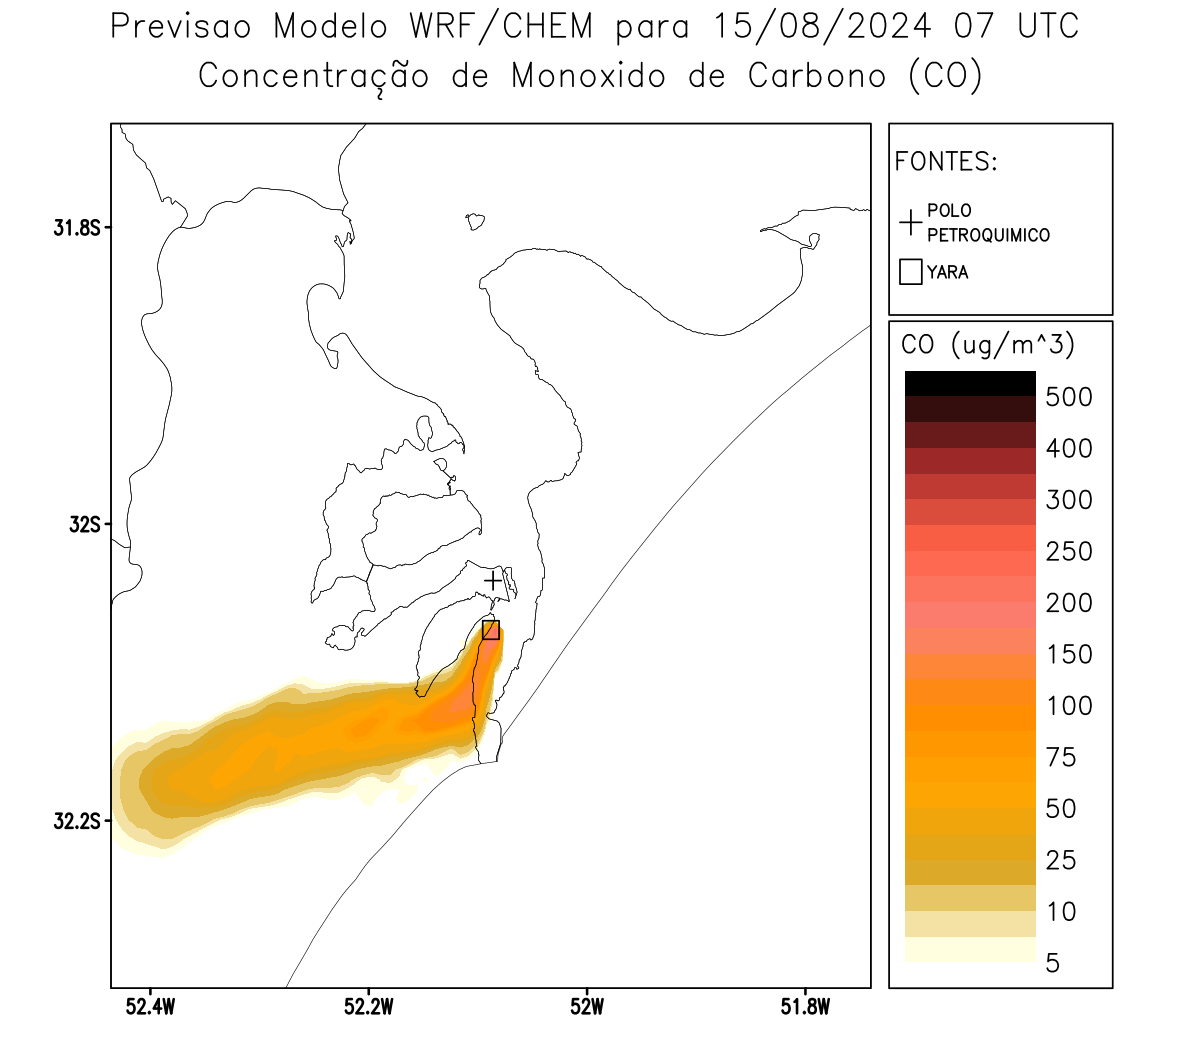 Previsao Modelo WRF/CHEM para 15/08/2024 07 UTC
Concentração de Monoxido de Carbono (CO)
FONTES:
POLO
PETROQUIMICO
YARA
31.8S
32S
32.2S
52.4W
52.2W
52W
51.8W
CO (ug/m^3)
500
400
300
250
200
150
100
75
50
25
10
5